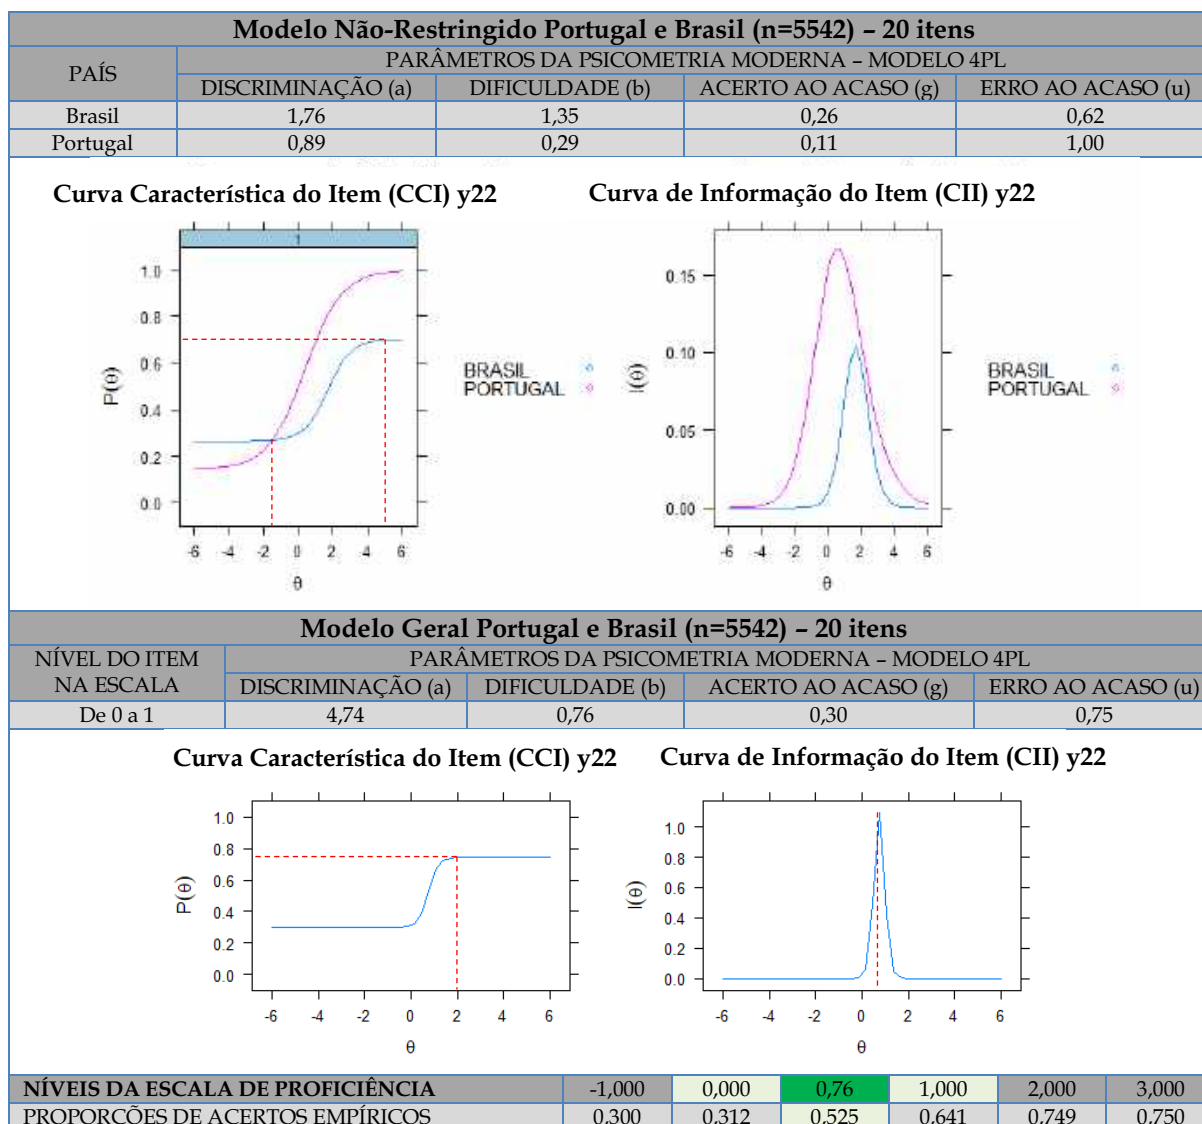 Modelo Não-Restringido Portugal e Brasil (n=5542) – 20 itens
PAÍS
PARÂMETROS DA PSICOMETRIA MODERNA – MODELO 4PL
DISCRIMINAÇÃO (a) DIFICULDADE (b) ACERTO AO ACASO (g) ERRO AO ACASO (u)
Brasil 1,76 1,35 0,26 0,62
Portugal 0,89 0,29 0,11 1,00
Curva Característica do Item (CCI) y22
Curva de Informação do Item (CII) y22
1
1.0
0.8
0.6
0.4
0.2
0.0
P(θ)
-6 -4 -2 0 2 4 6
θ
BRASIL
PORTUGAL
0.15
0.10
0.05
0.00
I(θ)
-6 -4 -2 0 2 4 6
θ
BRASIL
PORTUGAL
Modelo Geral Portugal e Brasil (n=5542) – 20 itens
NÍVEL DO ITEM
NA ESCALA
PARÂMETROS DA PSICOMETRIA MODERNA – MODELO 4PL
DISCRIMINAÇÃO (a) DIFICULDADE (b) ACERTO AO ACASO (g) ERRO AO ACASO (u)
De 0 a 1 4,74 0,76 0,30 0,75
Curva Característica do Item (CCI) y22
Curva de Informação do Item (CII) y22
1.0
0.8
0.6
0.4
0.2
0.0
P(θ)
-6 -4 -2 0 2 4 6
θ
1.0
0.8
0.6
0.4
0.2
0.0
I(θ)
-6 -4 -2 0 2 4 6
θ
NÍVEIS DA ESCALA DE PROFICIÊNCIA -1,000 0,000 0,76 1,000 2,000 3,000
PROPORÇÕES DE ACERTOS EMPÍRICOS 0,300 0,312 0,525 0,641 0,749 0,750